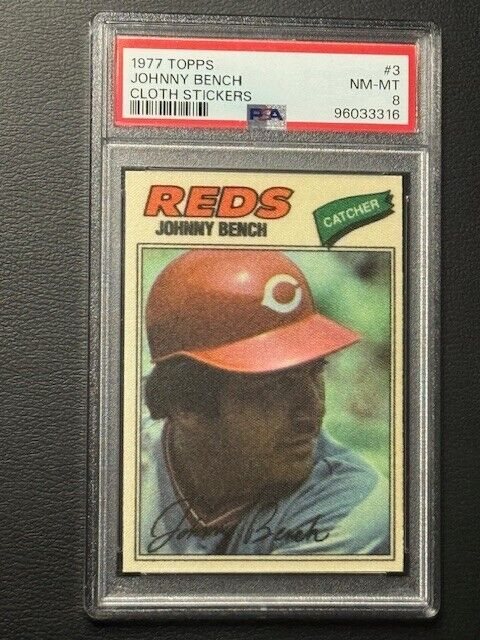 1977 TOPPS #3
JOHNNY BENCH NM-MT
CLOTH STICKERS 8
PSA 96033316
REDS
JOHNNY BENCH
CATCHER
C
Johnny Bench